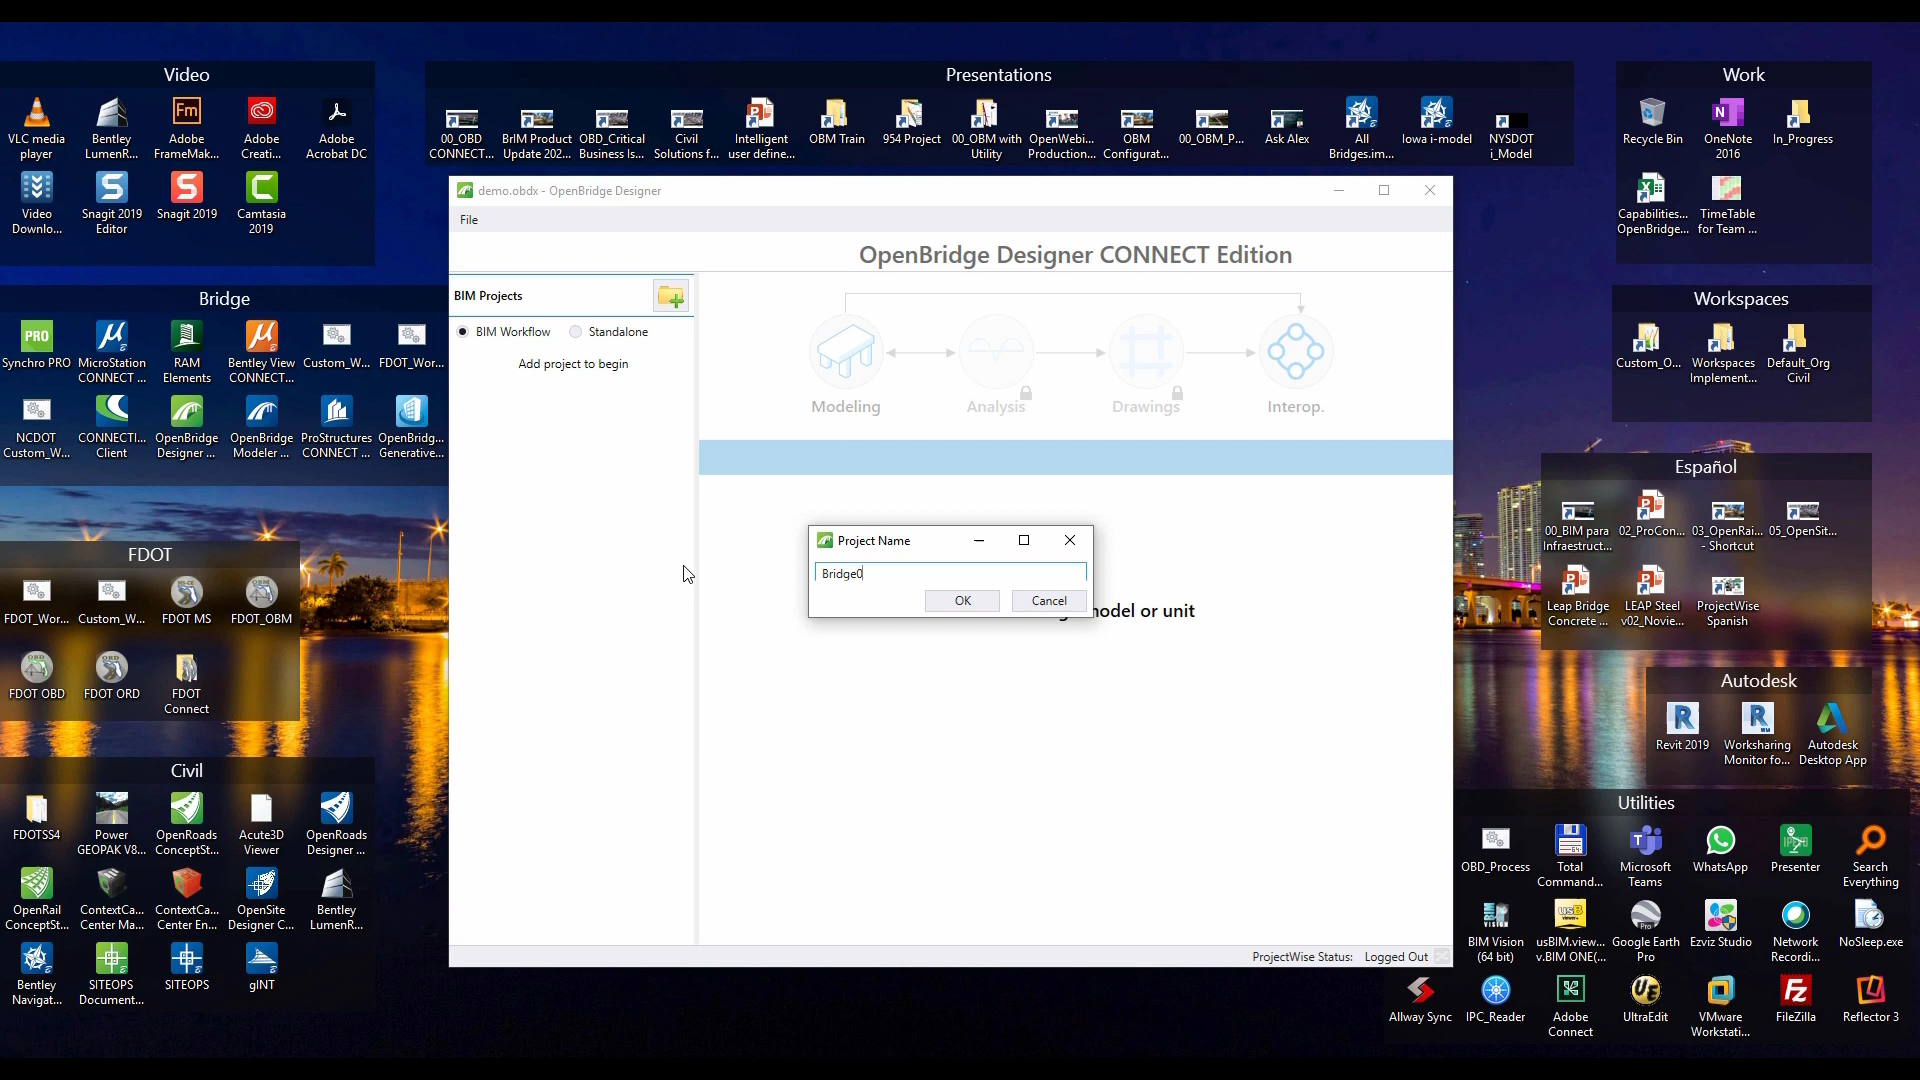 Video
VLC media player
Bentley LumenR...
Adobe FrameMak...
Adobe Creati...
Adobe Acrobat DC
Video Downlo...
Snagit 2019 Editor
Snagit 2019
Camtasia 2019
Presentations
00_OBD CONNECT...
BrIM Product Update 202...
OBD_Critical Business Is...
Civil Solutions f...
Intelligent user define...
OBM Train
954 Project
00_OBM with Utility
OpenWebi... Production...
OBM Configurat...
00_OBM_P...
Ask Alex
All Bridges.im...
Iowa i-model
NYSDOT i_Model
Work
Recycle Bin
OneNote 2016
In_Progress
Capabilities... OpenBridge...
TimeTable for Team ...
Bridge
Synchro PRO
MicroStation CONNECT ...
RAM Elements
Bentley View CONNECT...
Custom_W...
FDOT_Wor...
NCDOT Custom_W...
CONNECTI... Client
OpenBridge Designer ...
OpenBridge Modeler ...
ProStructures CONNECT ...
OpenBridg... Generative...
demo.obdx - OpenBridge Designer
File
OpenBridge Designer CONNECT Edition
BIM Projects
BIM Workflow
Standalone
Add project to begin
Modeling
Analysis
Drawings
Interop.
Project Name
Bridge0
OK
Cancel
model or unit
ProjectWise Status:
Logged Out
Workspaces
Custom_O...
Workspaces Implement...
Default_Org Civil
Español
00_BIM para Infraestruct...
02_ProCon...
03_OpenRai... - Shortcut
05_OpenSit...
Leap Bridge Concrete ...
LEAP Steel v02_Novie...
ProjectWise Spanish
FDOT
FDOT_Wor...
Custom_W...
FDOT MS
FDOT_OBM
FDOT OBD
FDOT ORD
FDOT Connect
Autodesk
Revit 2019
Worksharing Monitor fo...
Autodesk Desktop App
Civil
FDOTSS4
Power GEOPAK V8...
OpenRoads ConceptSt...
Acute3D Viewer
OpenRoads Designer ...
OpenRail ConceptSt...
ContextCa... Center Ma...
ContextCa... Center En...
OpenSite Designer C...
Bentley LumenR...
Bentley Navigat...
SITEOPS Document...
SITEOPS
gINT
Utilities
OBD_Process
Total Command...
Microsoft Teams
WhatsApp
Presenter
Search Everything
BIM Vision (64 bit)
usBIM.view... v.BIM ONE(...
Google Earth Pro
Ezviz Studio
Network Recordi...
NoSleep.exe
Allway Sync
IPC_Reader
Adobe Connect
UltraEdit
VMware Workstati...
FileZilla
Reflector 3